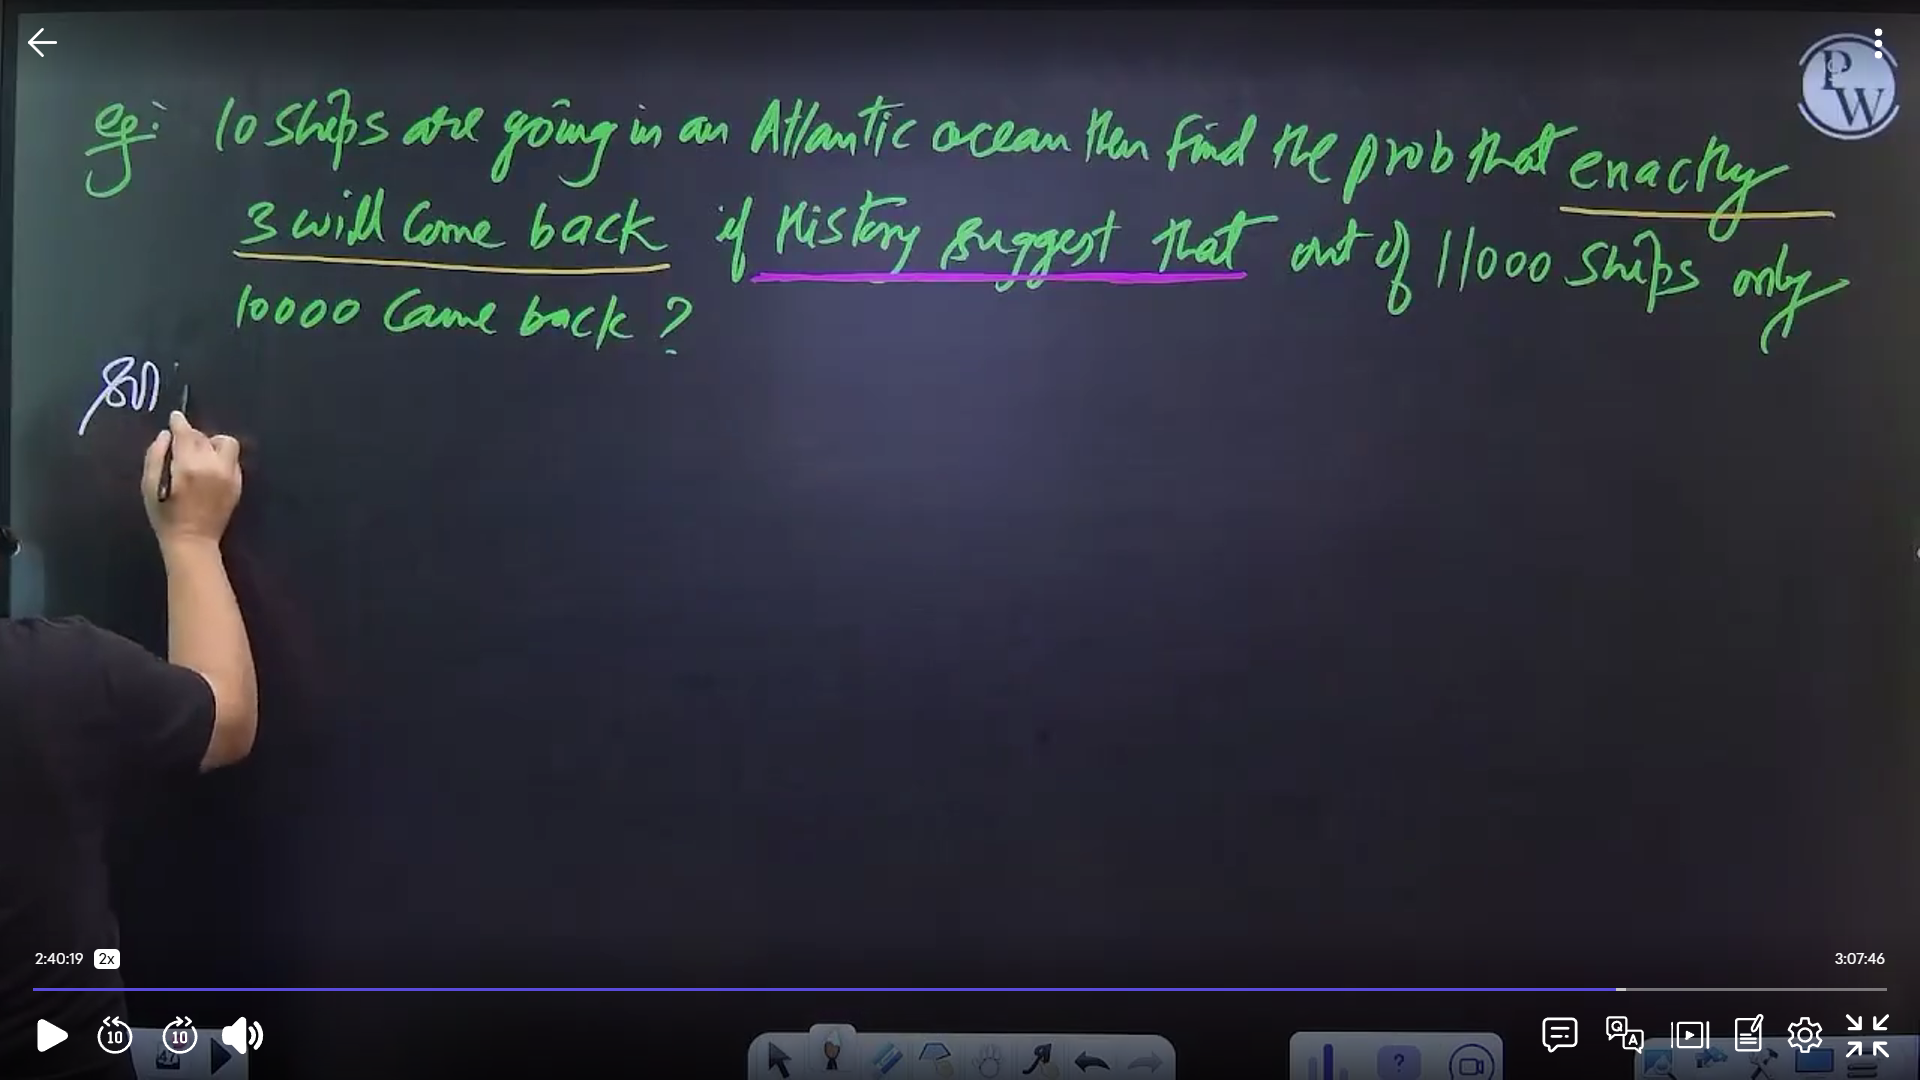 PW
eg: 10 ships are going in an Atlantic ocean then find the prob that enactly
3 will come back if History suggest that out of 11000 ships only
10000 came back ?
Sol
2:40:19 2x
3:07:46
10 10
47
?
Q A